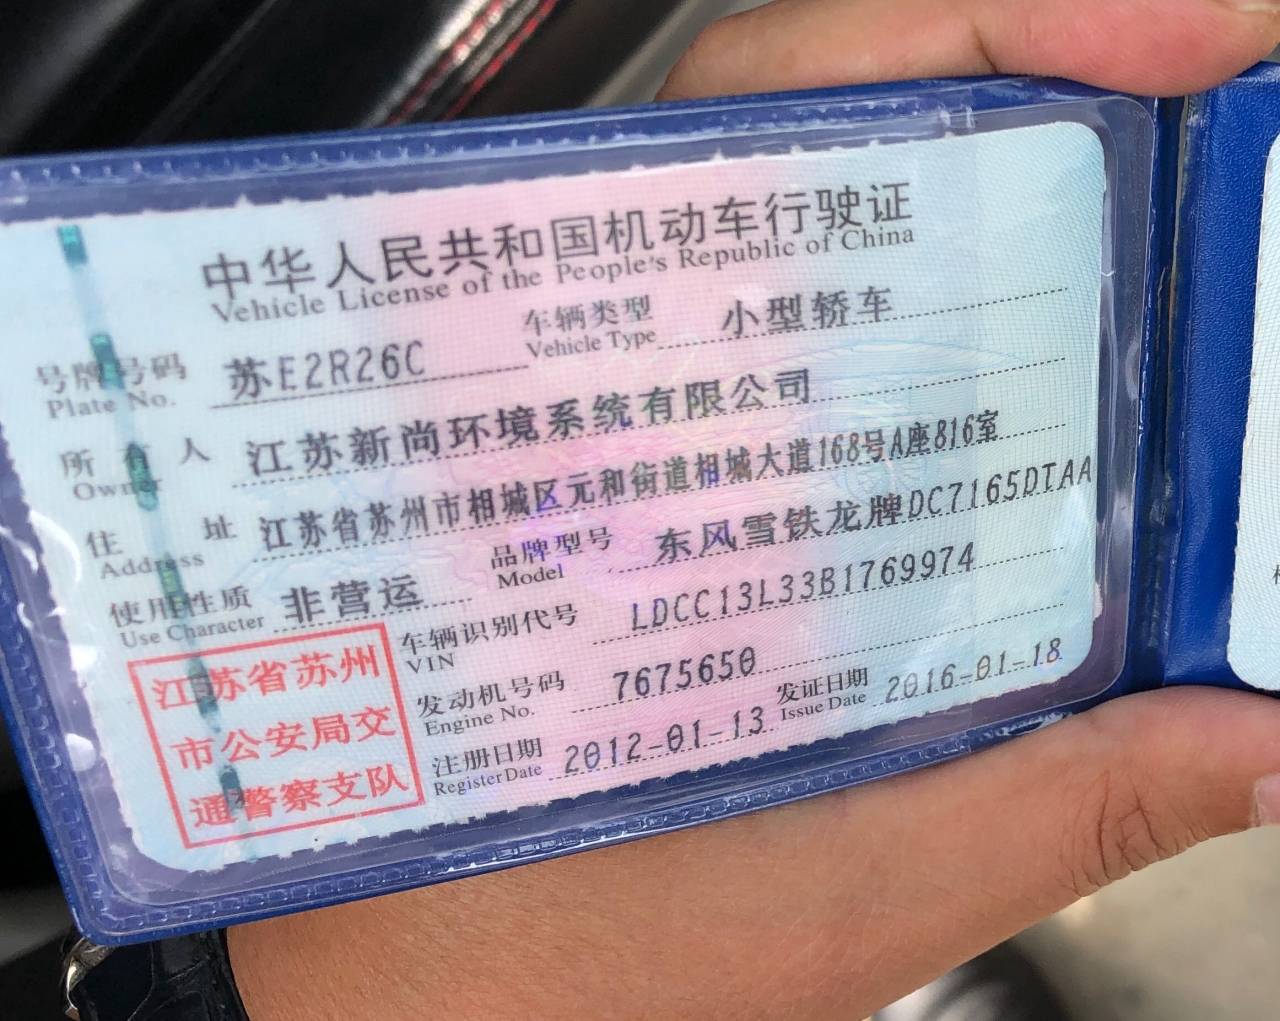 中华人民共和国机动车行驶证
Vehicle License of the People's Republic of China
号牌号码 苏E2R26C 车辆类型 小型轿车
Plate No. Vehicle Type
所有人 江苏新尚环境系统有限公司
Owner
住址 江苏省苏州市相城区元和街道相城大道168号A座816室
Address
使用性质 非营运 品牌型号 东风雪铁龙牌DC7165DTAA
Use Character Model
车辆识别代号 LDCC13L33B1769974
VIN
发动机号码 7675650 发证日期 2016-01-18
Engine No. Issue Date
注册日期 2012-01-13
Register Date
江苏省苏州
市公安局交
通警察支队